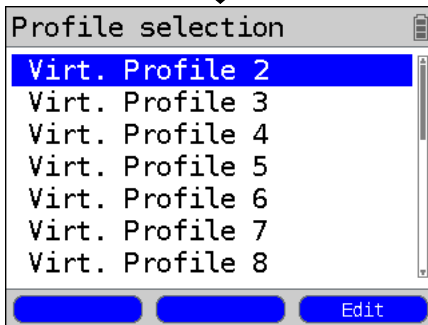 Profile selection
Virt. Profile 2
Virt. Profile 3
Virt. Profile 4
Virt. Profile 5
Virt. Profile 6
Virt. Profile 7
Virt. Profile 8
Edit